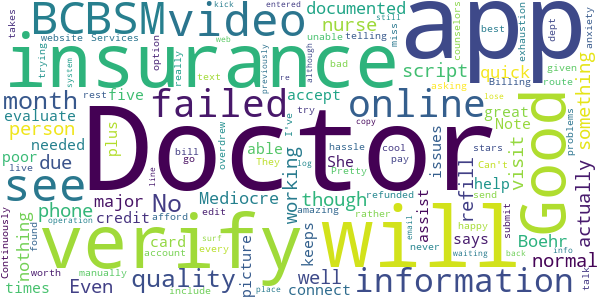 takes website Services option
BCBSM video documented
telling nurse
entered kick web
previously although
still unable miss
best system exhaustion counselors anxiety
dept
app
trying really text bad
re
insurance
script quick asking Billing
given route
month rest five accept
failed online
something
person
evaluate
plus
try hassle great Note
I've
copy
Doctor
Good
see needed able They
bill go line
overdrew
She
working
cool pay
log
issues
stars
Can't
problems
lose
visit
poor due
live
nothing
phone
major No Mediocre
though
refunded
edit
assist
refill help send
actually
talk
credit afford
Pretty
rather
happy
submit
verify will
says Boehr
Continuously
operation
found
times
worth
manually
Even
card
account
include
quality
picture
surf
every
amazing
keeps well
connect
email
place
never
waiting
back
info
normal
information